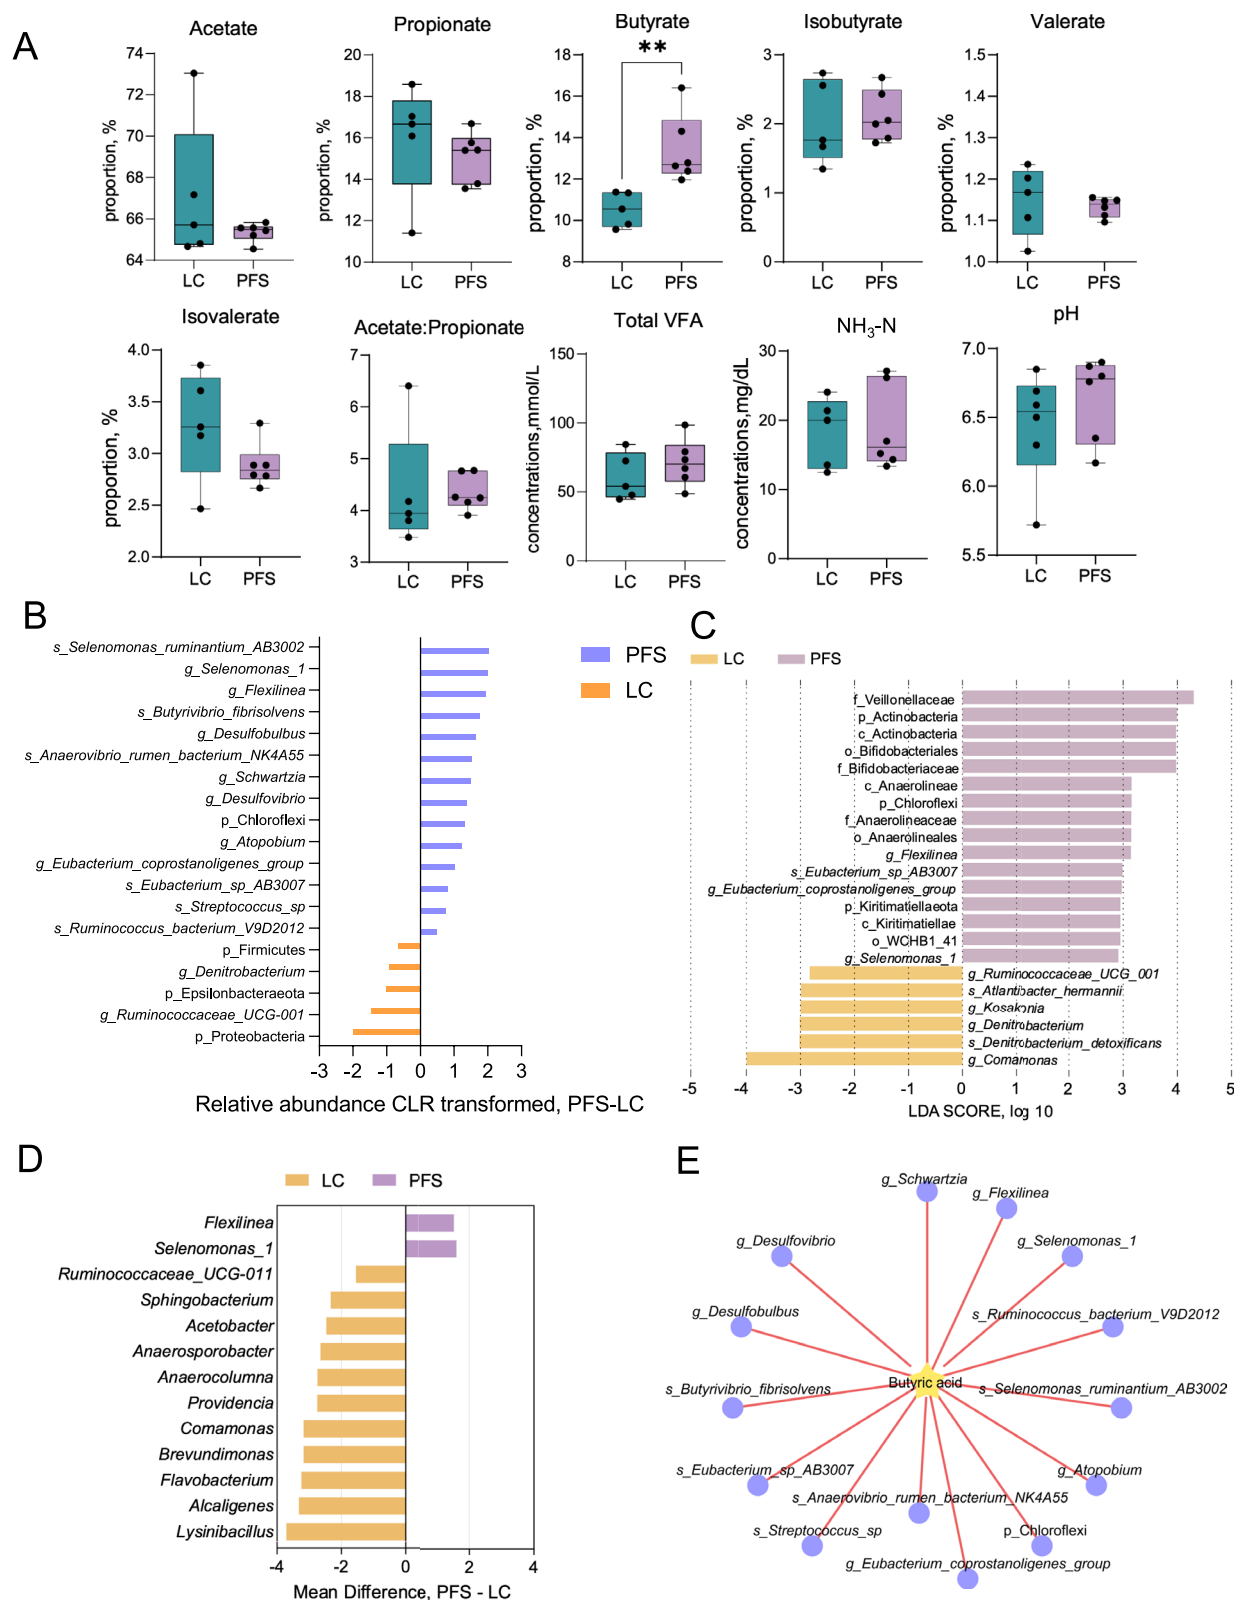 A
Acetate
proportion, %
74
72
70
68
66
64
LC
PFS
Propionate
proportion, %
20
18
16
14
12
10
LC
PFS
Butyrate
**
proportion, %
18
16
14
12
10
8
LC
PFS
Isobutyrate
proportion, %
3
2
1
0
LC
PFS
Valerate
proportion, %
1.5
1.4
1.3
1.2
1.1
1.0
LC
PFS
Isovalerate
proportion, %
4.0
3.5
3.0
2.5
2.0
LC
PFS
Acetate:Propionate
7
6
5
4
3
LC
PFS
Total VFA
concentrations,mmol/L
150
100
50
0
LC
PFS
NH3-N
concentrations,mg/dL
30
20
10
0
LC
PFS
pH
7.0
6.5
6.0
5.5
LC
PFS
B
s_Selenomonas_ruminantium_AB3002
g_Selenomonas_1
g_Flexilinea
s_Butyrivibrio_fibrisolvens
g_Desulfobulbus
s_Anaerovibrio_rumen_bacterium_NK4A55
g_Schwartzia
g_Desulfovibrio
p_Chloroflexi
g_Atopobium
g_Eubacterium_coprostanoligenes_group
s_Eubacterium_sp_AB3007
s_Streptococcus_sp
s_Ruminococcus_bacterium_V9D2012
p_Firmicutes
g_Denitrobacterium
p_Epsilonbacteraeota
g_Ruminococcaceae_UCG-001
p_Proteobacteria
-3 -2 -1 0 1 2 3
Relative abundance CLR transformed, PFS-LC
PFS
LC
C
LC PFS
f_Veillonellaceae
p_Actinobacteria
c_Actinobacteria
o_Bifidobacteriales
f_Bifidobacteriaceae
c_Anaerolineae
p_Chloroflexi
f_Anaerolineaceae
o_Anaerolineales
g_Flexilinea
s_Eubacterium_sp_AB3007
g_Eubacterium_coprostanoligenes_group
p_Kiritimatiellaeota
c_Kiritimatiellae
o_WCHB1_41
g_Selenomonas_1
g_Ruminococcaceae_UCG_001
s_Atlantibacter_hermannii
g_Kosakonia
g_Denitrobacterium
s_Denitrobacterium_detoxificans
g_Comamonas
-5 -4 -3 -2 -1 0 1 2 3 4 5
LDA SCORE, log 10
D
LC PFS
Flexilinea
Selenomonas_1
Ruminococcaceae_UCG-011
Sphingobacterium
Acetobacter
Anaerosporobacter
Anaerocolumna
Providencia
Comamonas
Brevundimonas
Flavobacterium
Alcaligenes
Lysinibacillus
-4 -2 0 2 4
Mean Difference, PFS - LC
E
g_Schwartzia
g_Flexilinea
g_Desulfovibrio
g_Selenomonas_1
g_Desulfobulbus
s_Ruminococcus_bacterium_V9D2012
Butyric acid
s_Butyrivibrio_fibrisolvens
s_Selenomonas_ruminantium_AB3002
s_Eubacterium_sp_AB3007
g_Atopobium
s_Anaerovibrio_rumen_bacterium_NK4A55
s_Streptococcus_sp
p_Chloroflexi
g_Eubacterium_coprostanoligenes_group